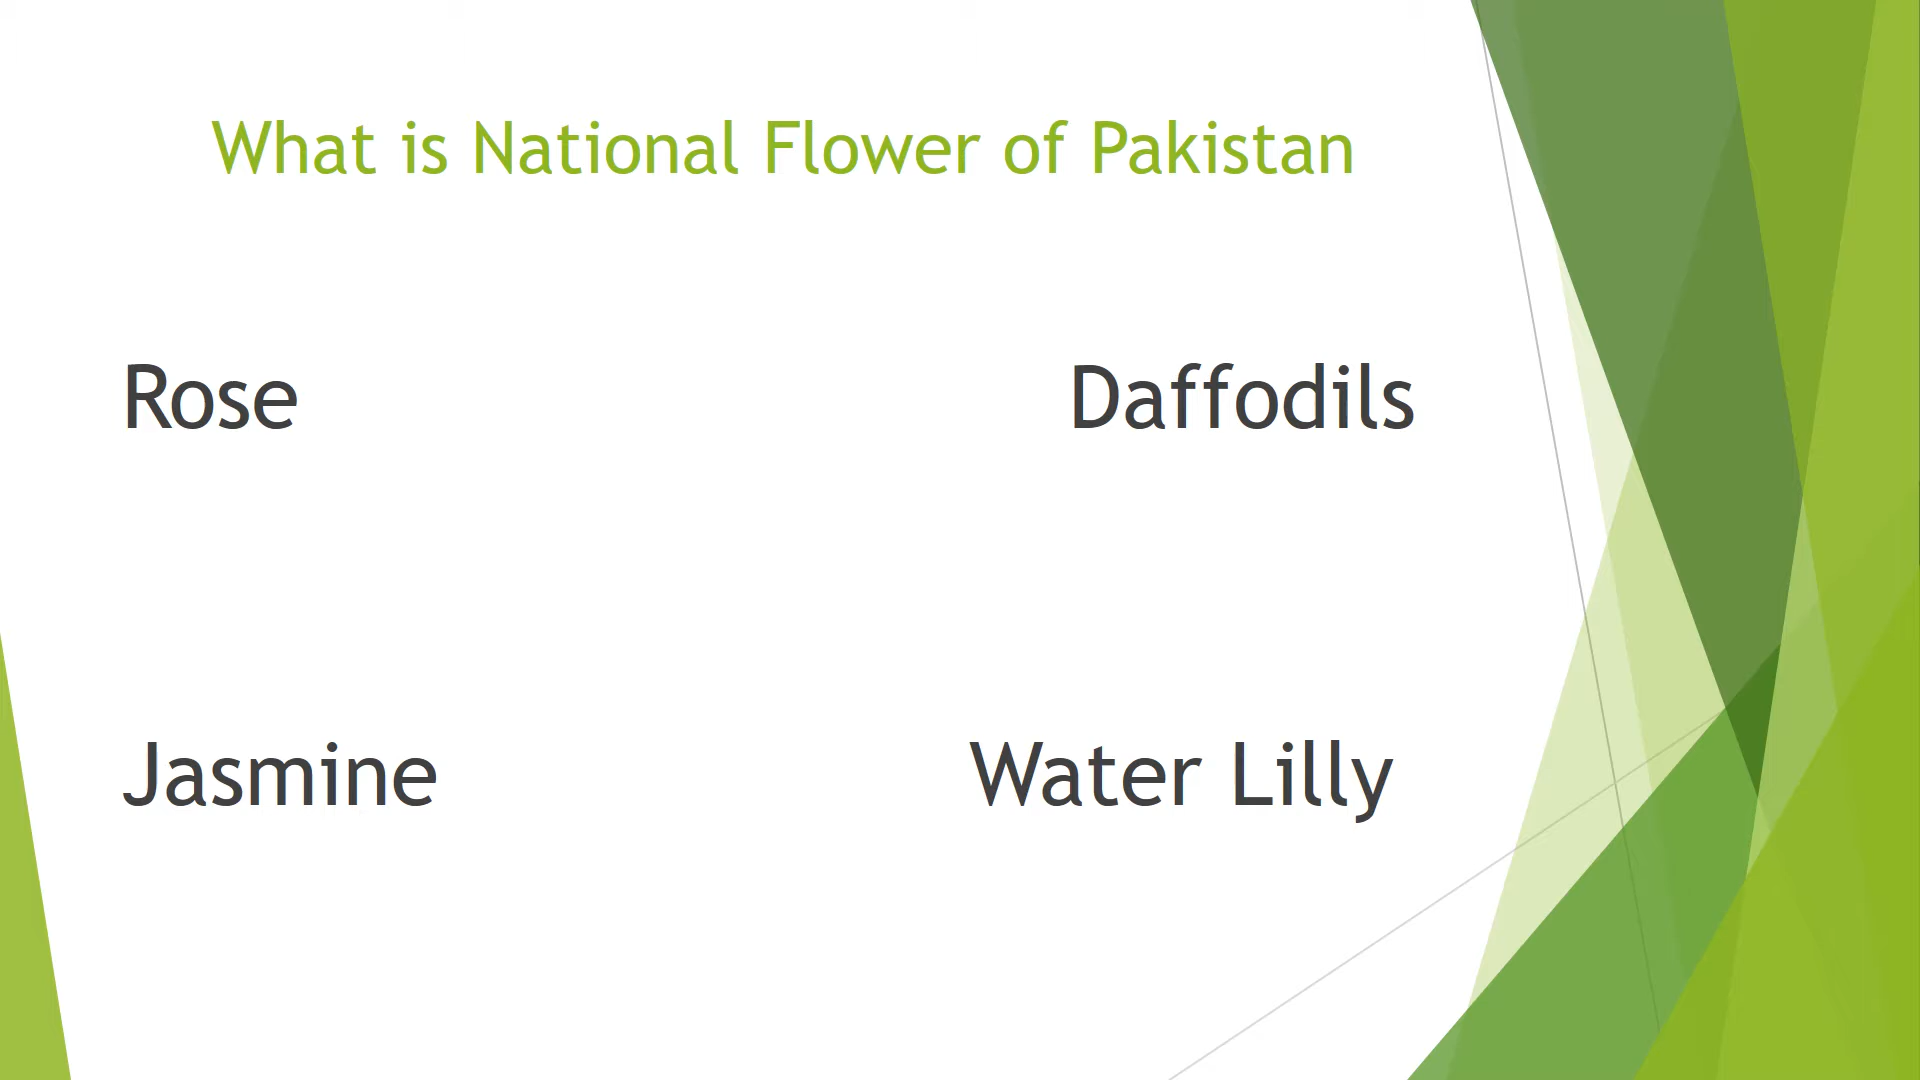 What is National Flower of Pakistan
Rose
Daffodils
Jasmine
Water Lilly